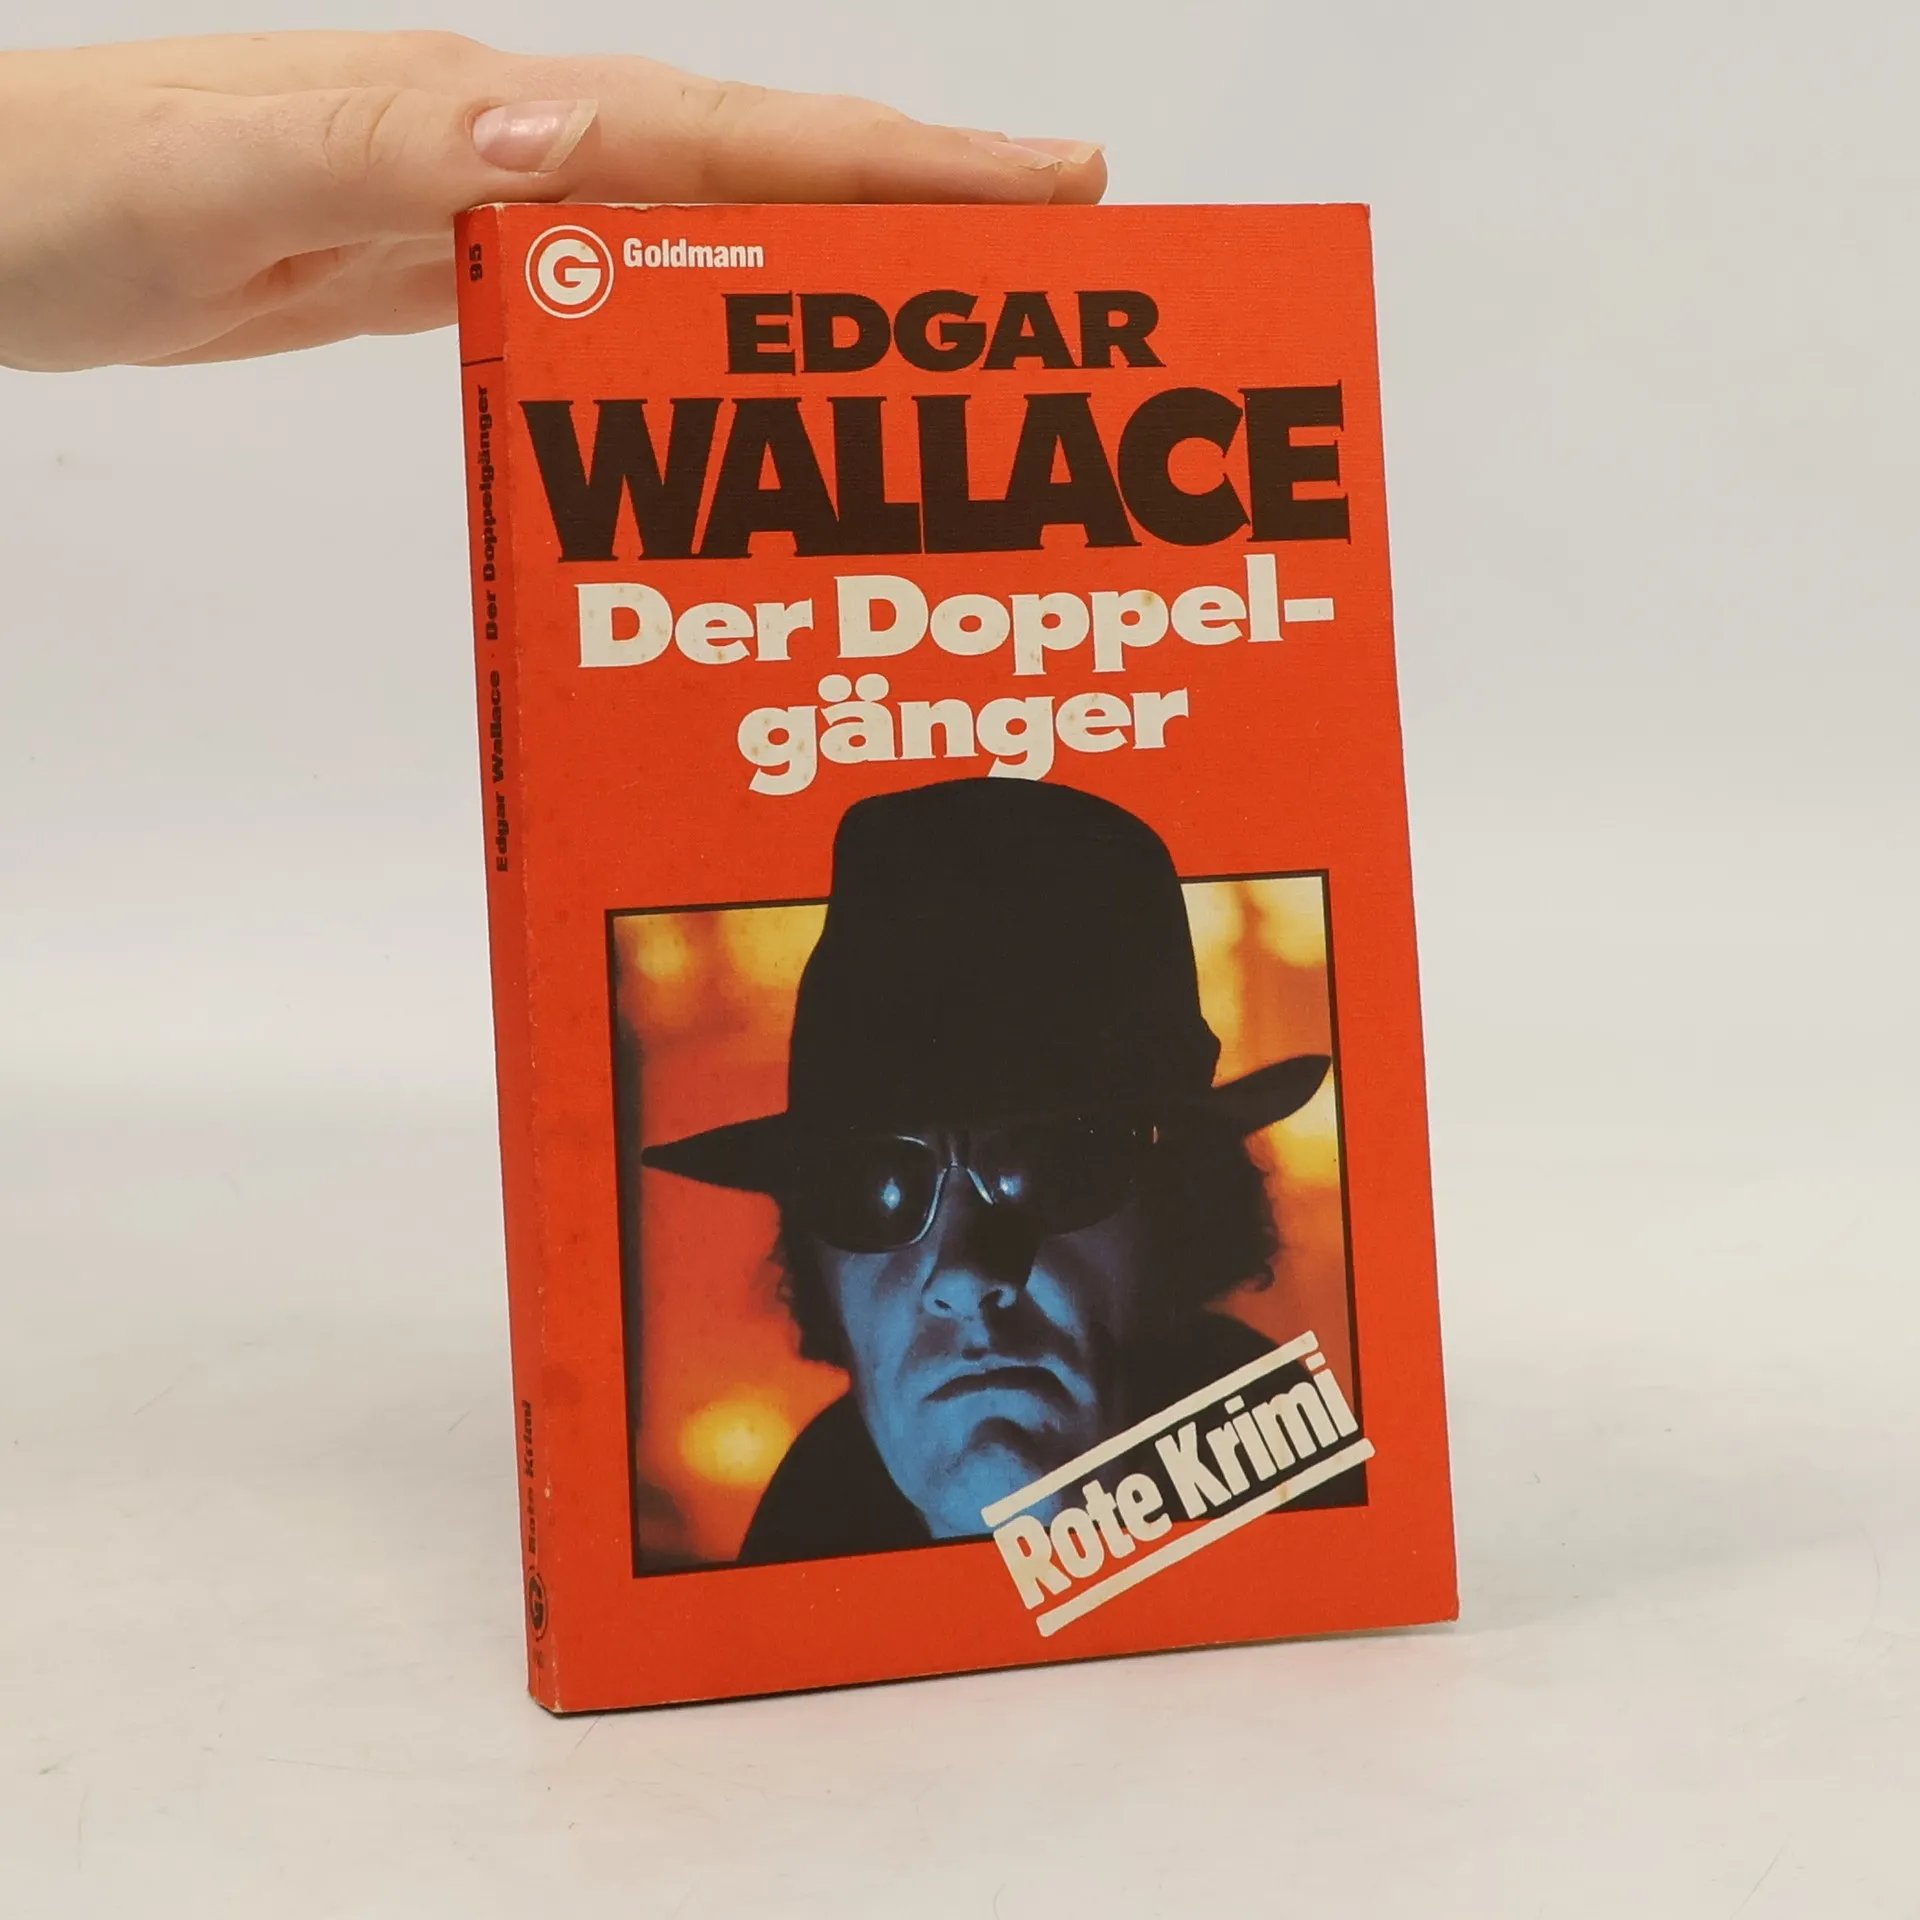 G
Goldmann
EDGAR
WALLACE
Der Doppel-
gänger
Rote Krimi
95
Edgar Wallace · Der Doppelgänger
Rote Krimi
G